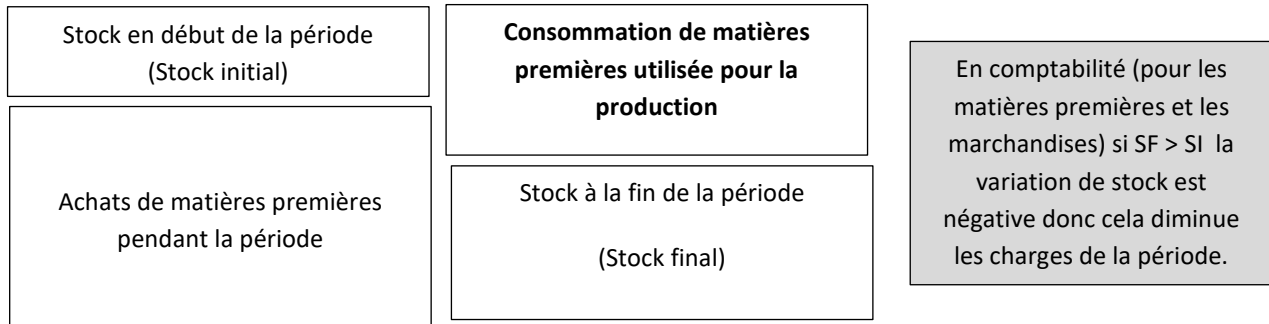 Stock en début de la période
(Stock initial)
Achats de matières premières
pendant la période
Consommation de matières
premières utilisée pour la
production
Stock à la fin de la période
(Stock final)
En comptabilité (pour les
matières premières et les
marchandises) si SF > SI la
variation de stock est
négative donc cela diminue
les charges de la période.